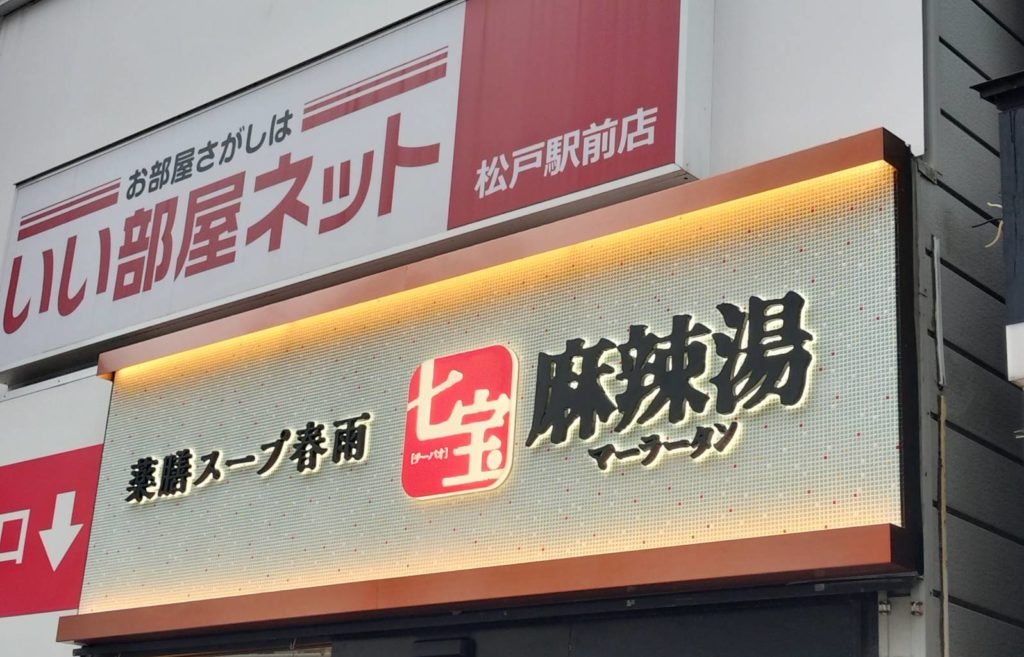 お部屋さがしは
いい部屋ネット
松戸駅前店
薬膳スープ春雨
七宝
[チーパオ]
麻辣湯
マーラータン
口↓